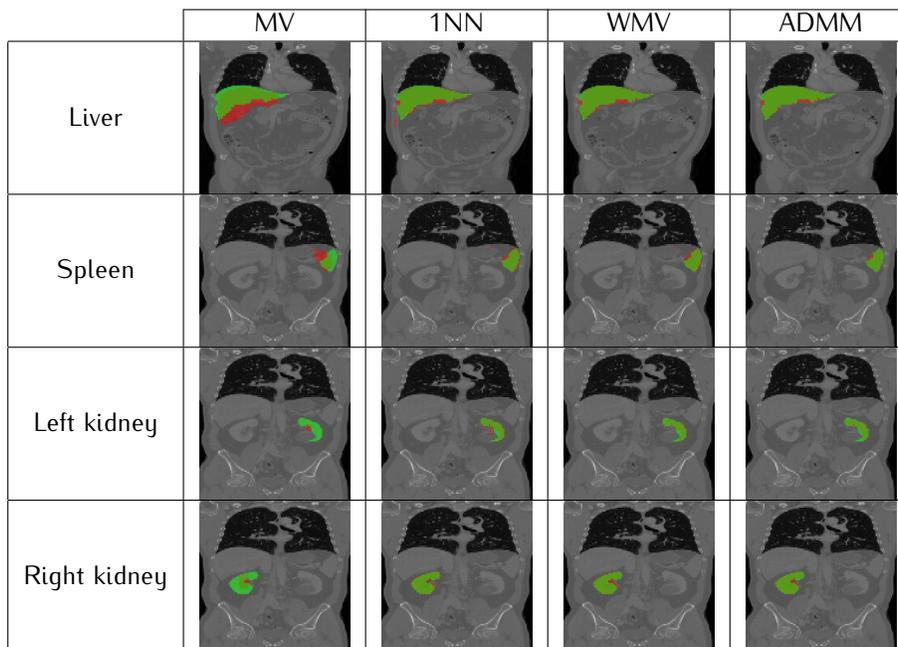 MV 1NN WMV ADMM
Liver
Spleen
Left kidney
Right kidney